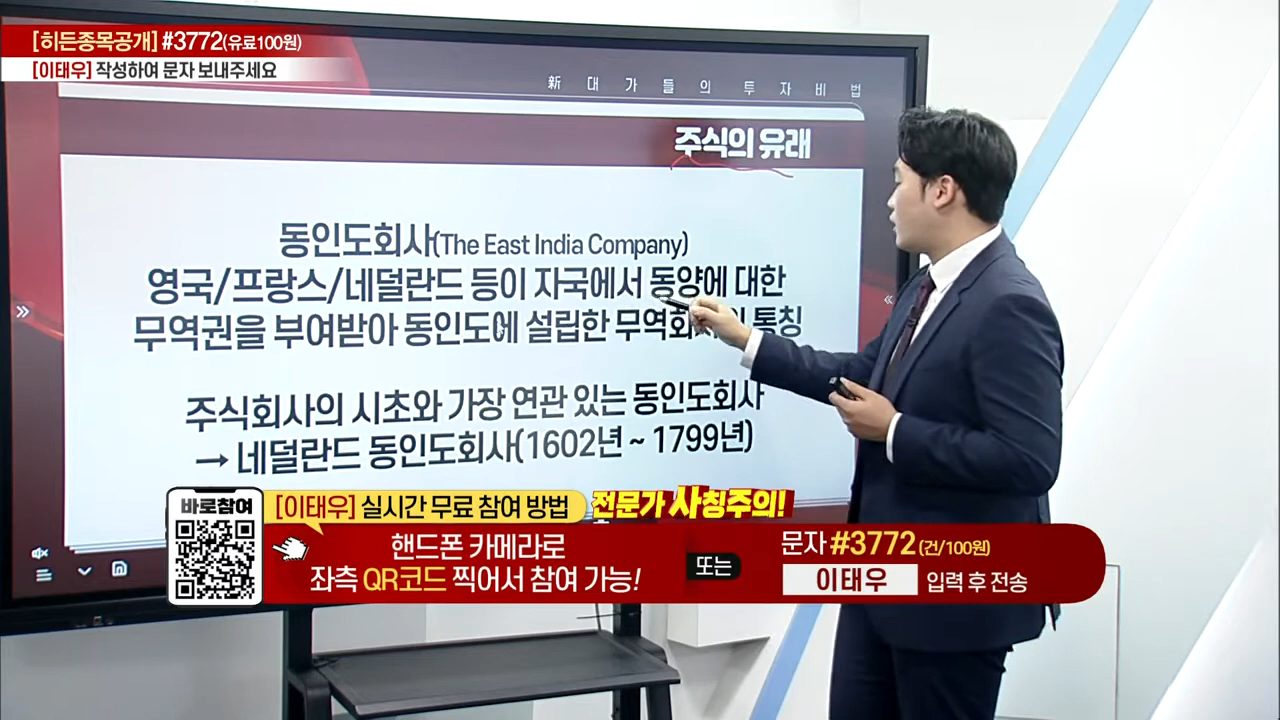 [히든종목공개] #3772(유료100원)
[이태우] 작성하여 문자 보내주세요
新대가들의 투자비법
주식의 유래
동인도회사(The East India Company)
영국/프랑스/네덜란드 등이 자국에서 동양에 대한
무역권을 부여받아 동인도에 설립한 통칭
주식회사의 시초와 가장 연관 있는 동인도회사
→ 네덜란드 동인도회사(1602년 ~ 1799년)
바로참여
[이태우] 실시간 무료 참여 방법
전문가 사칭주의!
핸드폰 카메라로
좌측 QR코드 찍어서 참여 가능!
또는
문자 #3772 (건/100원)
이태우 입력 후 전송